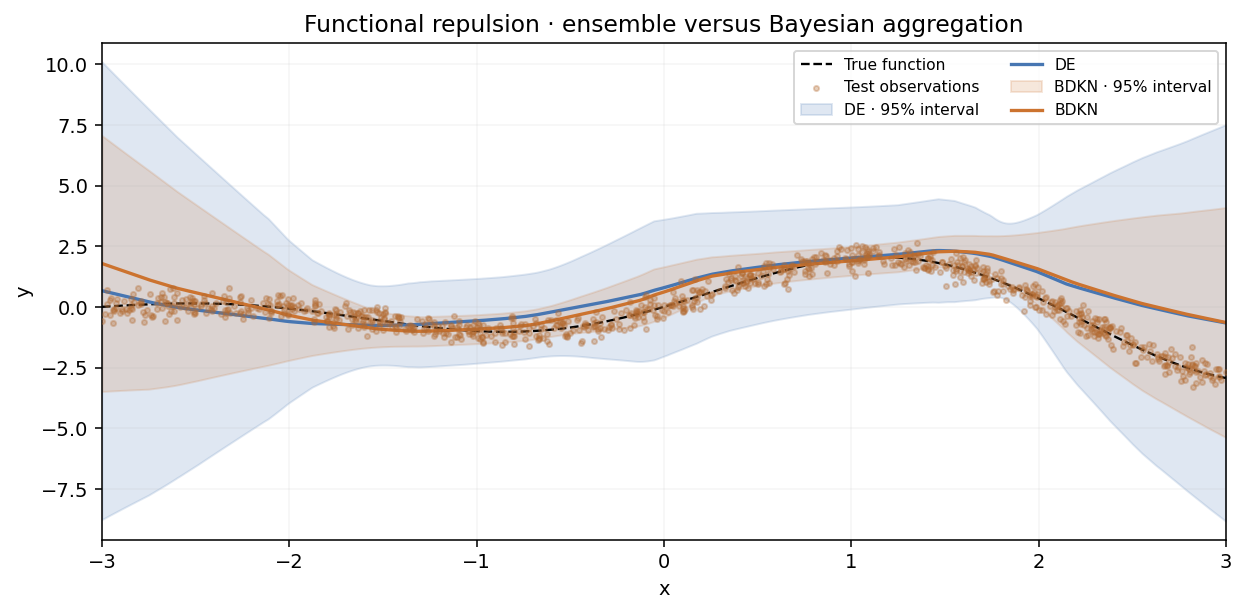 Functional repulsion · ensemble versus Bayesian aggregation
True function
Test observations
DE · 95% interval
DE
BDKN · 95% interval
BDKN
y
10.0
7.5
5.0
2.5
0.0
−2.5
−5.0
−7.5
−3
−2
−1
0
1
2
3
x